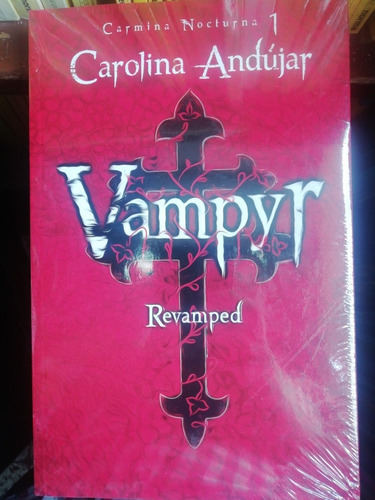 Carmina Nocturna 1
Carolina Andújar
Vampyr
Revamped